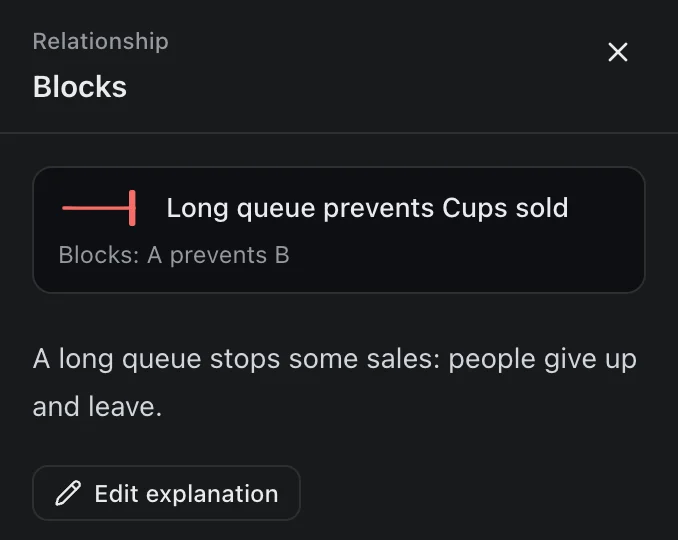 Relationship
Blocks
Long queue prevents Cups sold
Blocks: A prevents B
A long queue stops some sales: people give up
and leave.
Edit explanation